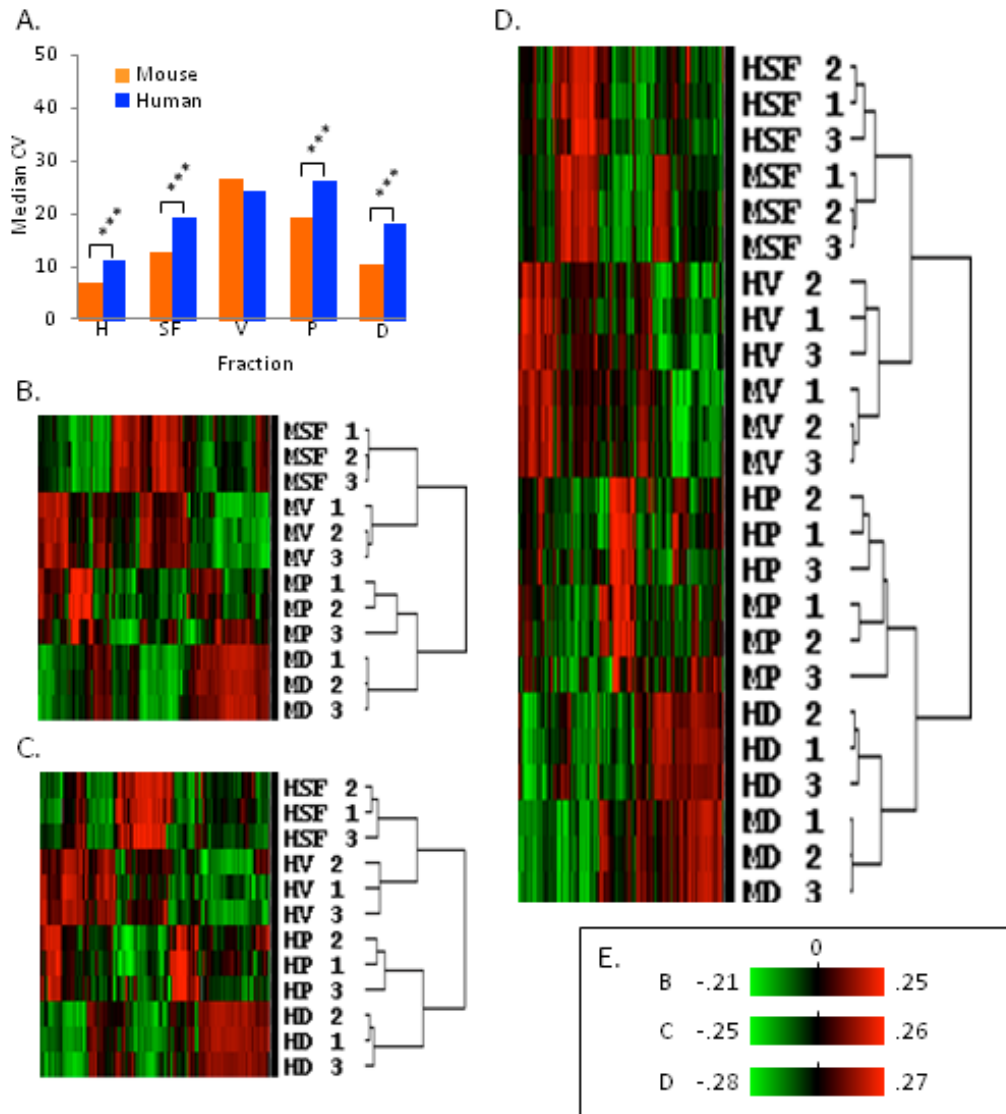 A.
50
40
30
20
10
0
Median CV
Mouse
Human
***
***
***
***
H SF V P D
Fraction
B.
MSF 1
MSF 2
MSF 3
MV 1
MV 2
MV 3
MP 1
MP 2
MP 3
MD 1
MD 2
MD 3
C.
HSF 2
HSF 1
HSF 3
HV 2
HV 1
HV 3
HP 2
HP 1
HP 3
HD 2
HD 1
HD 3
D.
HSF 2
HSF 1
HSF 3
MSF 1
MSF 2
MSF 3
HV 2
HV 1
HV 3
MV 1
MV 2
MV 3
HP 2
HP 1
HP 3
MP 1
MP 2
MP 3
HD 2
HD 1
HD 3
MD 1
MD 2
MD 3
E.
0
B -.21 .25
C -.25 .26
D -.28 .27